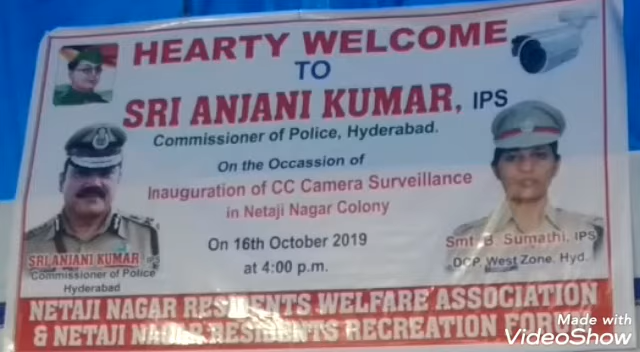 HEARTY WELCOME
TO
SRI ANJANI KUMAR, IPS
Commissioner of Police, Hyderabad.
On the Occassion of
Inauguration of CC Camera Surveillance
in Netaji Nagar Colony
On 16th October 2019
at 4:00 p.m.
SRI ANJANI KUMAR, IPS
Commissioner of Police
Hyderabad
Smt. B. Sumathi, IPS
DCP, West Zone, Hyd.
NETAJI NAGAR RESIDENTS WELFARE ASSOCIATION
& NETAJI NAGAR RESIDENTS RECREATION FORUM
Made with
VideoShow